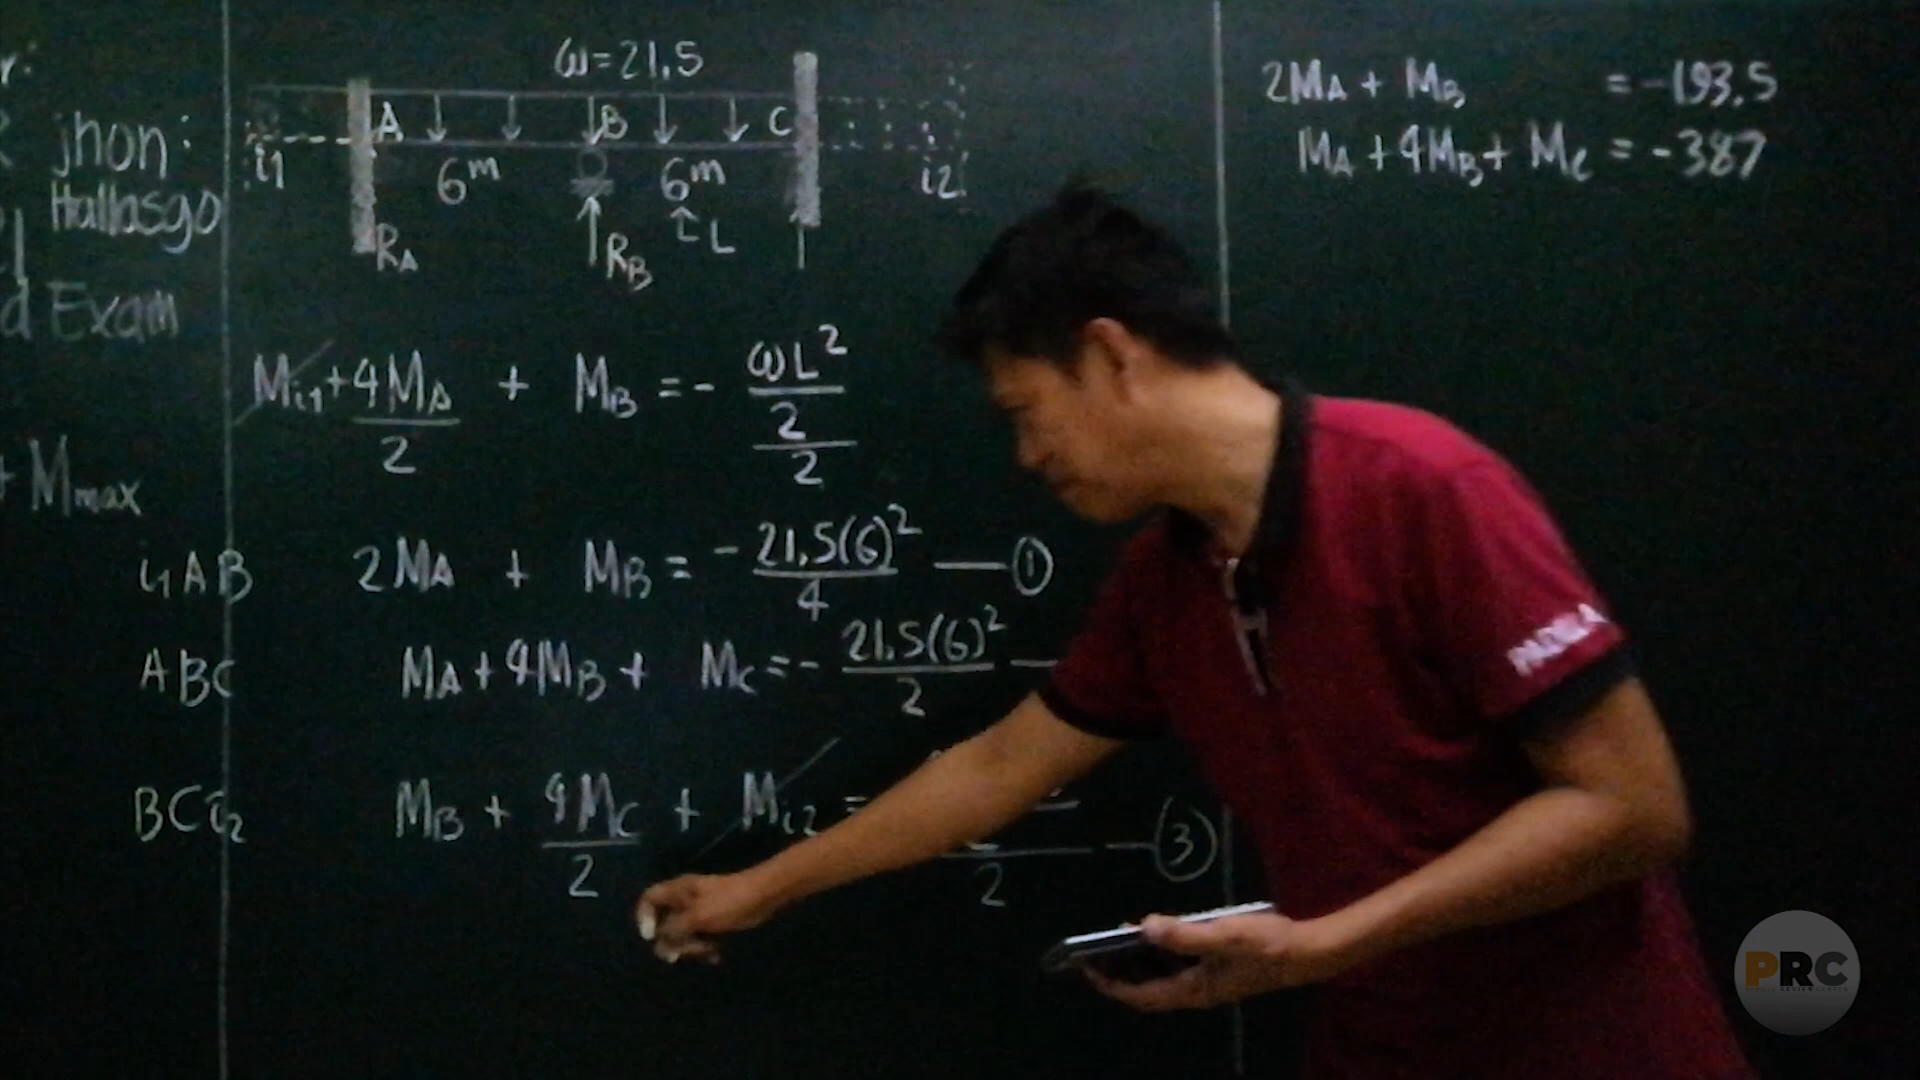 r:
jhon:
Hallasgo
d Exam
+ Mmax
ω=21.5
A B C
i1 6m 6m i2
RA RB L
Mi1+4MA/2 + MB = - ωL²/2/2
i1AB 2MA + MB = - 21.5(6)²/4 — ①
ABC MA+4MB+ MC = - 21.5(6)²/2 —
BCi2 MB + 4MC/2 + Mi2 = /2 — ③
2MA + MB = -193.5
MA + 4MB + MC = -387
PRC